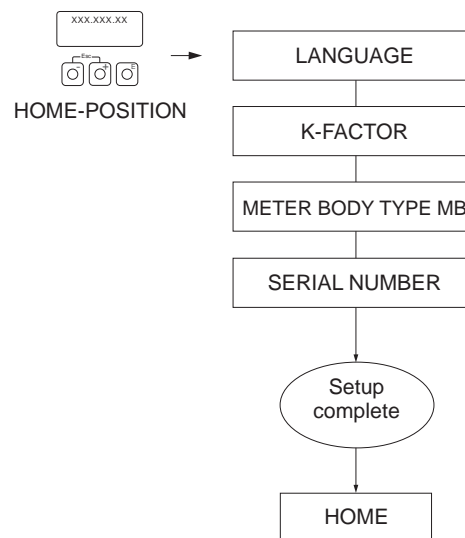 XXX.XXX.XX
Esc
- + E
HOME-POSITION
LANGUAGE
K-FACTOR
METER BODY TYPE MB
SERIAL NUMBER
Setup
complete
HOME